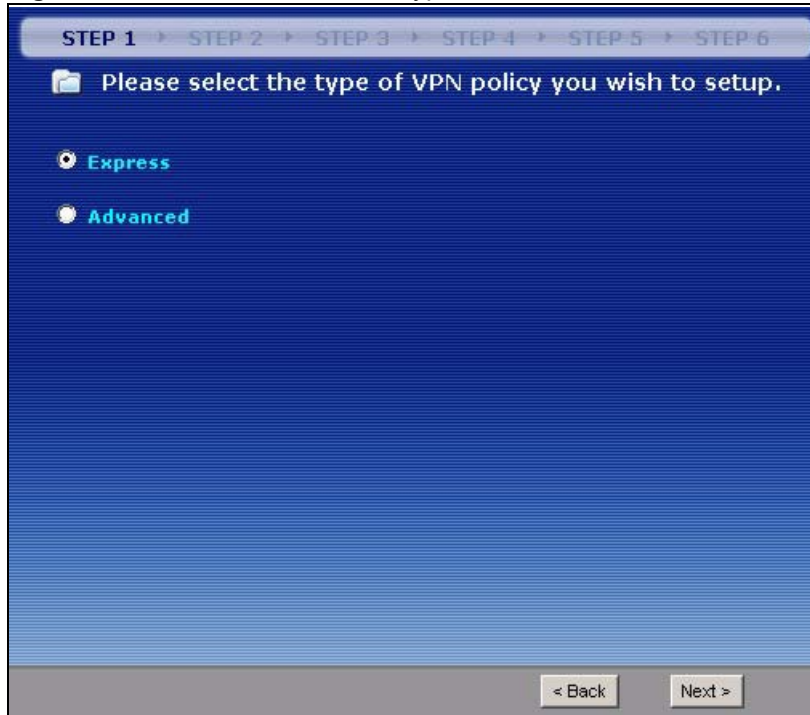 STEP 1 STEP 2 STEP 3 STEP 4 STEP 5 STEP 6
Please select the type of VPN policy you wish to setup.
Express
Advanced
< Back Next >